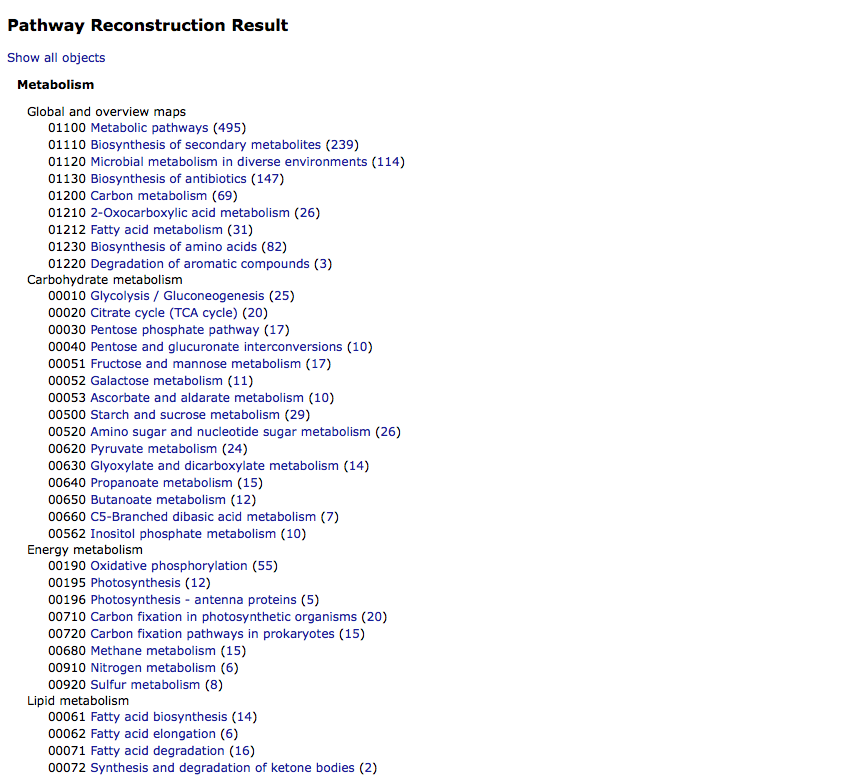 Pathway Reconstruction Result
Show all objects
Metabolism
Global and overview maps
01100 Metabolic pathways (495)
01110 Biosynthesis of secondary metabolites (239)
01120 Microbial metabolism in diverse environments (114)
01130 Biosynthesis of antibiotics (147)
01200 Carbon metabolism (69)
01210 2-Oxocarboxylic acid metabolism (26)
01212 Fatty acid metabolism (31)
01230 Biosynthesis of amino acids (82)
01220 Degradation of aromatic compounds (3)
Carbohydrate metabolism
00010 Glycolysis / Gluconeogenesis (25)
00020 Citrate cycle (TCA cycle) (20)
00030 Pentose phosphate pathway (17)
00040 Pentose and glucuronate interconversions (10)
00051 Fructose and mannose metabolism (17)
00052 Galactose metabolism (11)
00053 Ascorbate and aldarate metabolism (10)
00500 Starch and sucrose metabolism (29)
00520 Amino sugar and nucleotide sugar metabolism (26)
00620 Pyruvate metabolism (24)
00630 Glyoxylate and dicarboxylate metabolism (14)
00640 Propanoate metabolism (15)
00650 Butanoate metabolism (12)
00660 C5-Branched dibasic acid metabolism (7)
00562 Inositol phosphate metabolism (10)
Energy metabolism
00190 Oxidative phosphorylation (55)
00195 Photosynthesis (12)
00196 Photosynthesis - antenna proteins (5)
00710 Carbon fixation in photosynthetic organisms (20)
00720 Carbon fixation pathways in prokaryotes (15)
00680 Methane metabolism (15)
00910 Nitrogen metabolism (6)
00920 Sulfur metabolism (8)
Lipid metabolism
00061 Fatty acid biosynthesis (14)
00062 Fatty acid elongation (6)
00071 Fatty acid degradation (16)
00072 Synthesis and degradation of ketone bodies (2)